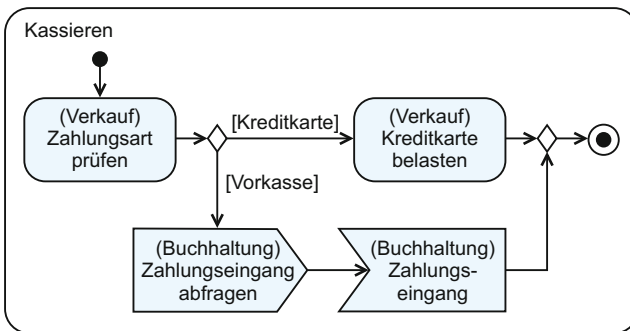 Kassieren
(Verkauf)
Zahlungsart
prüfen
[Kreditkarte]
(Verkauf)
Kreditkarte
belasten
[Vorkasse]
(Buchhaltung)
Zahlungseingang
abfragen
(Buchhaltung)
Zahlungs-
eingang